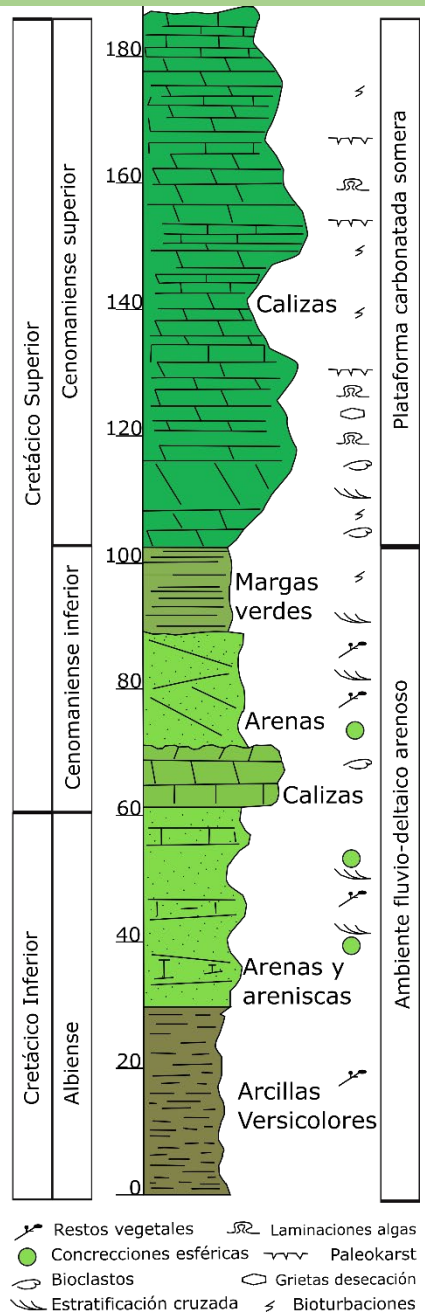 180
160
140
120
100
80
60
40
20
0
Cretácico Superior
Cretácico Inferior
Cenomaniense superior
Cenomaniense inferior
Albiense
Calizas
Margas
verdes
Arenas
Calizas
Arenas y
areniscas
Arcillas
Versicolores
Plataforma carbonatada somera
Ambiente fluvio-deltaico arenoso
Restos vegetales
Laminaciones algas
Concrecciones esféricas
Paleokarst
Bioclastos
Grietas desecación
Estratificación cruzada
Bioturbaciones